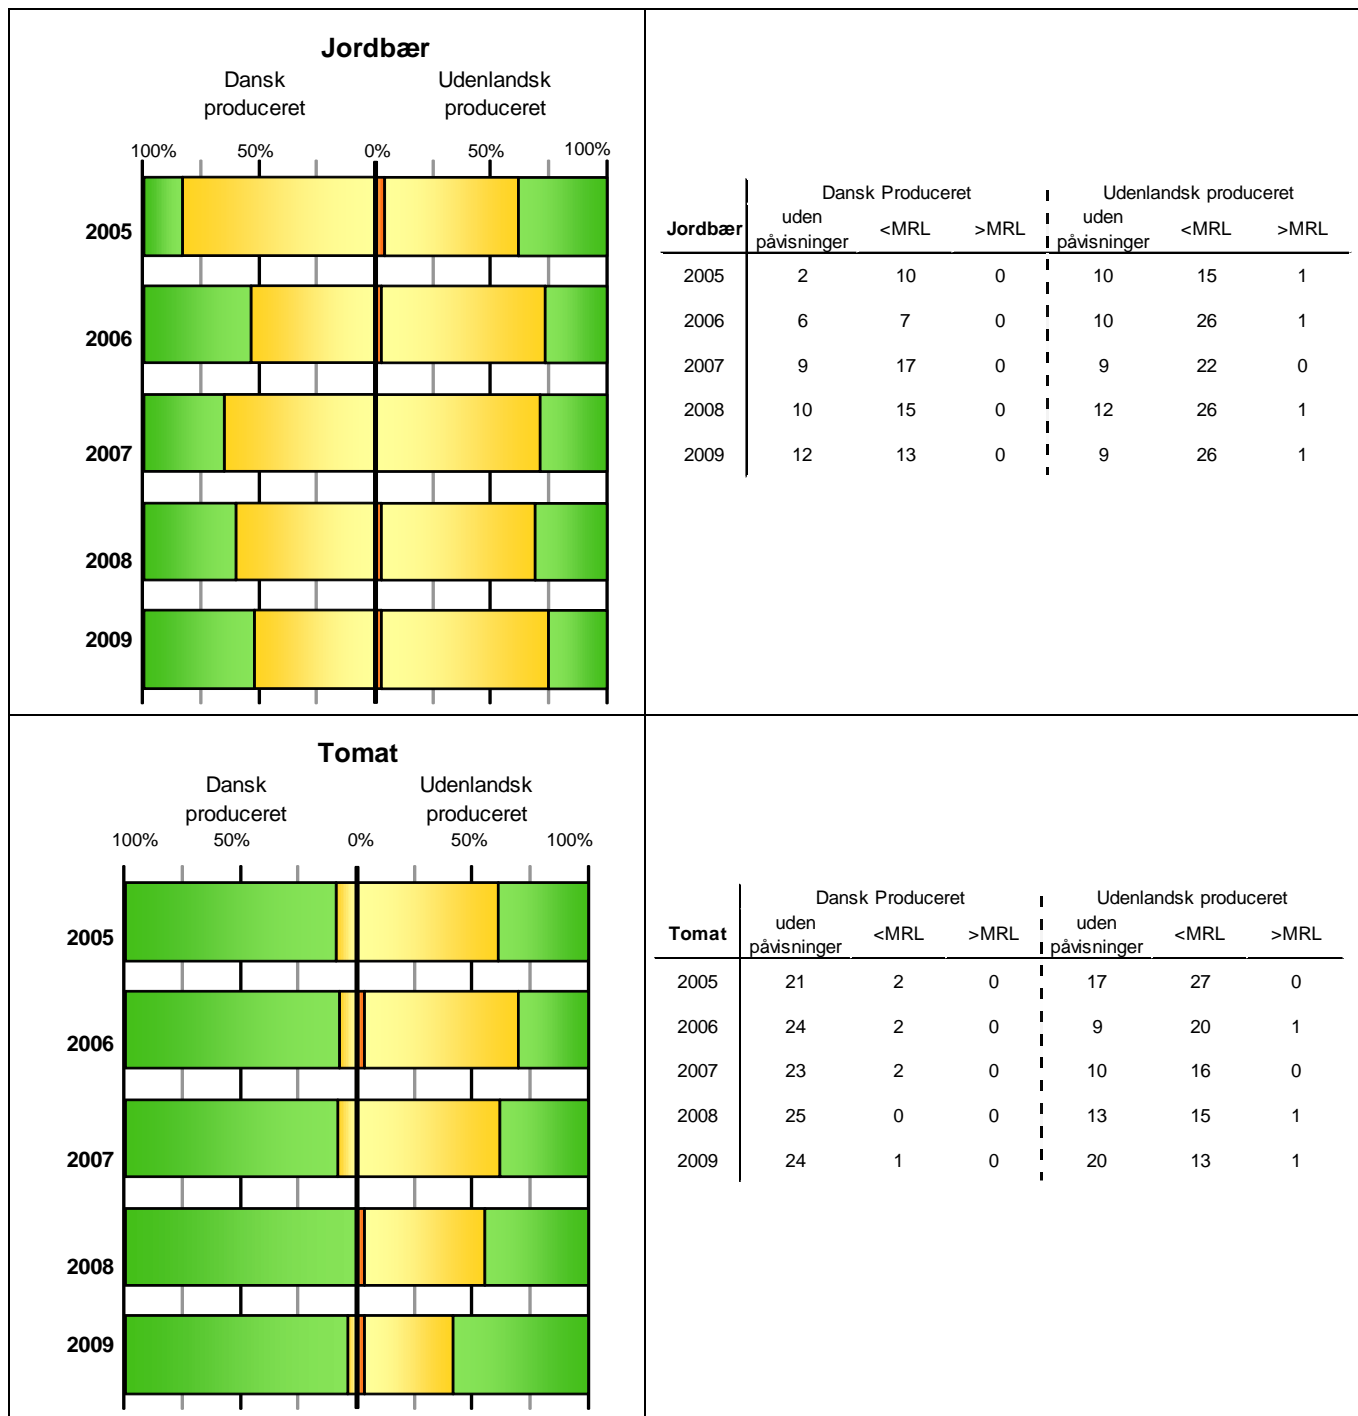 Jordbær
Dansk produceret
Udenlandsk produceret
100% 50% 0% 50% 100%
2005
2006
2007
2008
2009
Dansk Produceret Udenlandsk produceret
Jordbær uden påvisninger <MRL >MRL uden påvisninger <MRL >MRL
2005 2 10 0 10 15 1
2006 6 7 0 10 26 1
2007 9 17 0 9 22 0
2008 10 15 0 12 26 1
2009 12 13 0 9 26 1
Tomat
Dansk produceret
Udenlandsk produceret
100% 50% 0% 50% 100%
2005
2006
2007
2008
2009
Dansk Produceret Udenlandsk produceret
Tomat uden påvisninger <MRL >MRL uden påvisninger <MRL >MRL
2005 21 2 0 17 27 0
2006 24 2 0 9 20 1
2007 23 2 0 10 16 0
2008 25 0 0 13 15 1
2009 24 1 0 20 13 1